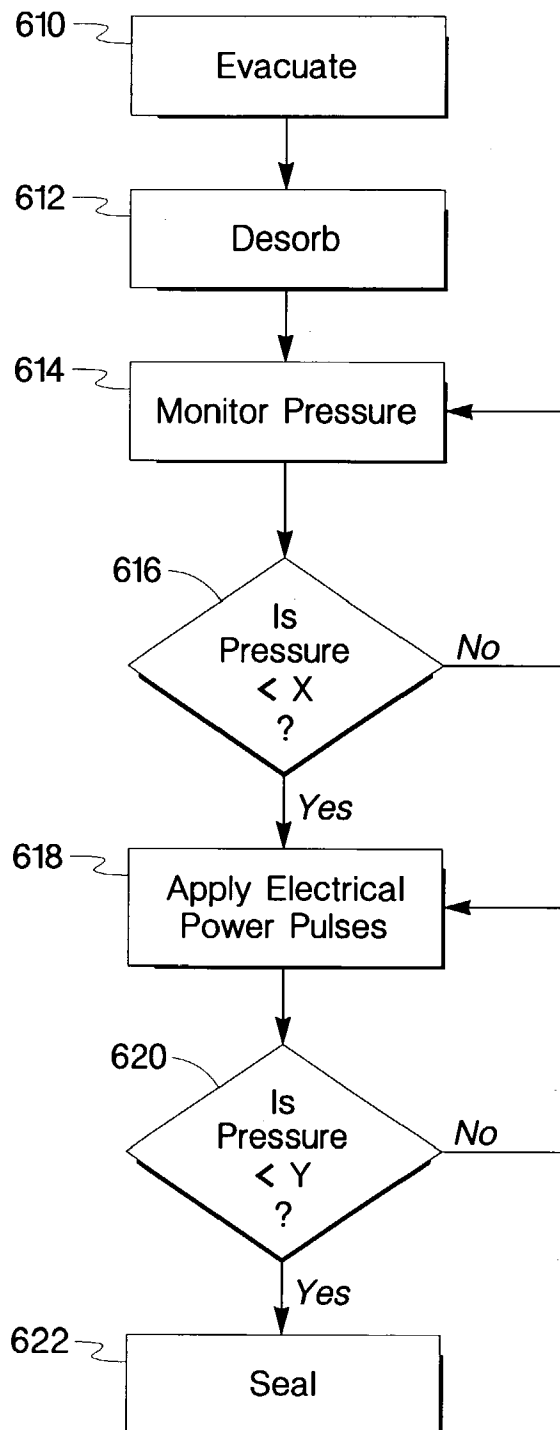 610
Evacuate
612
Desorb
614
Monitor Pressure
616
Is
Pressure
< X
?
No
Yes
618
Apply Electrical
Power Pulses
620
Is
Pressure
< Y
?
No
Yes
622
Seal